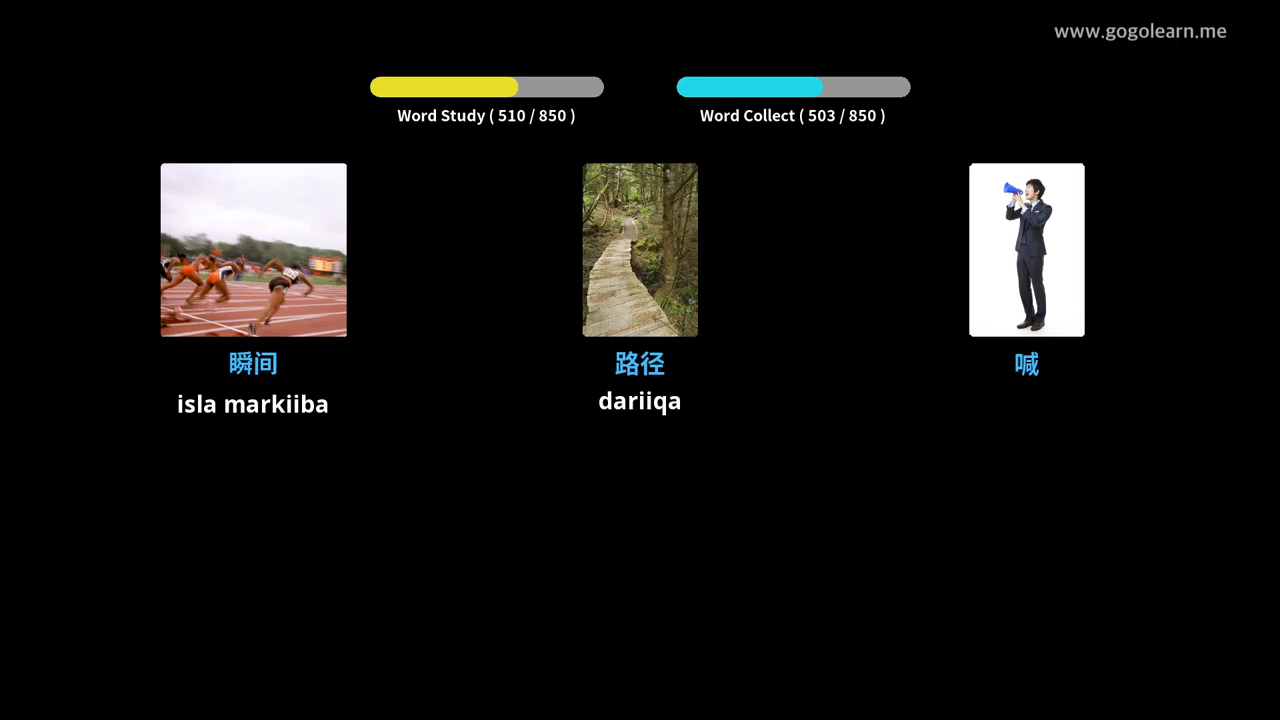 www.gogolearn.me
Word Study ( 510 / 850 )
Word Collect ( 503 / 850 )
瞬间
路径
喊
isla markiiba
dariiqa